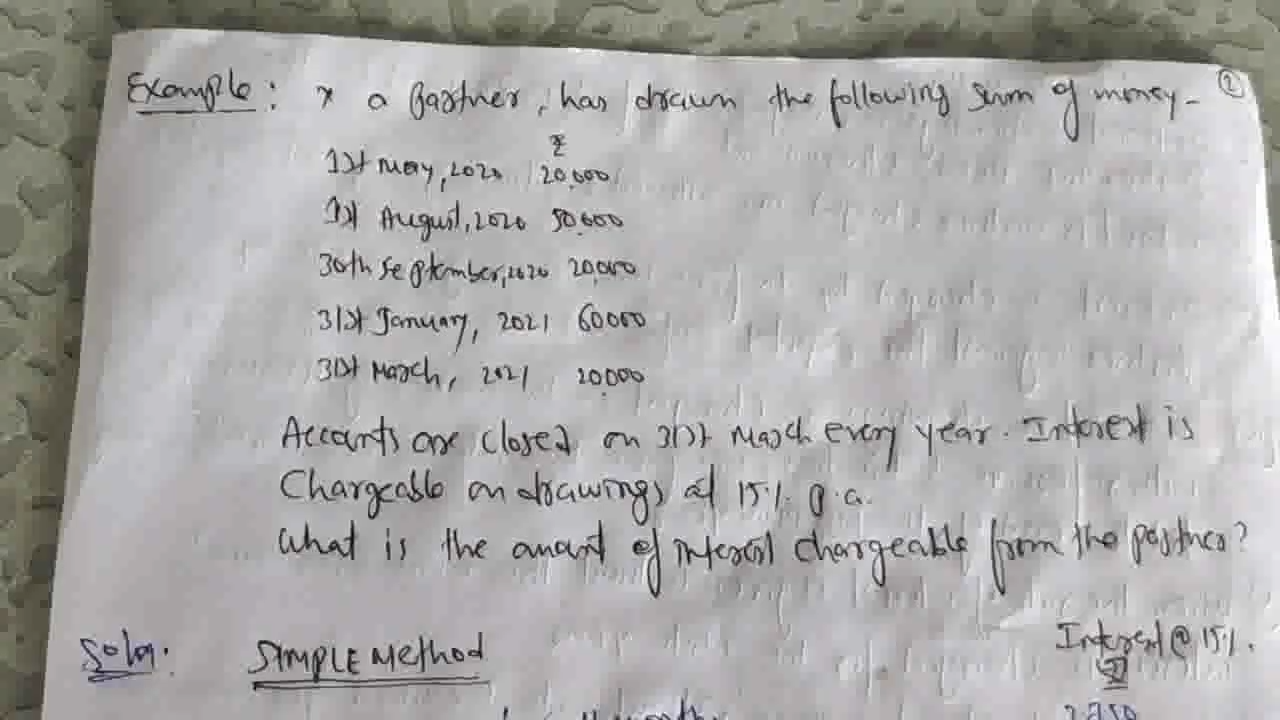 ②
Example: X a partner, has drawn the following sum of money-
₹
1st May, 2020 20,000
1st August, 2020 50,000
30th September, 2020 20,000
31st January, 2021 60000
31st March, 2021 20,000
Accounts are closed on 31st March every year. Interest is
Chargeable on drawings at 15% p.a.
What is the amount of interest chargeable from the partner?
Soln. SIMPLE Method
Interest @ 15%.
₹